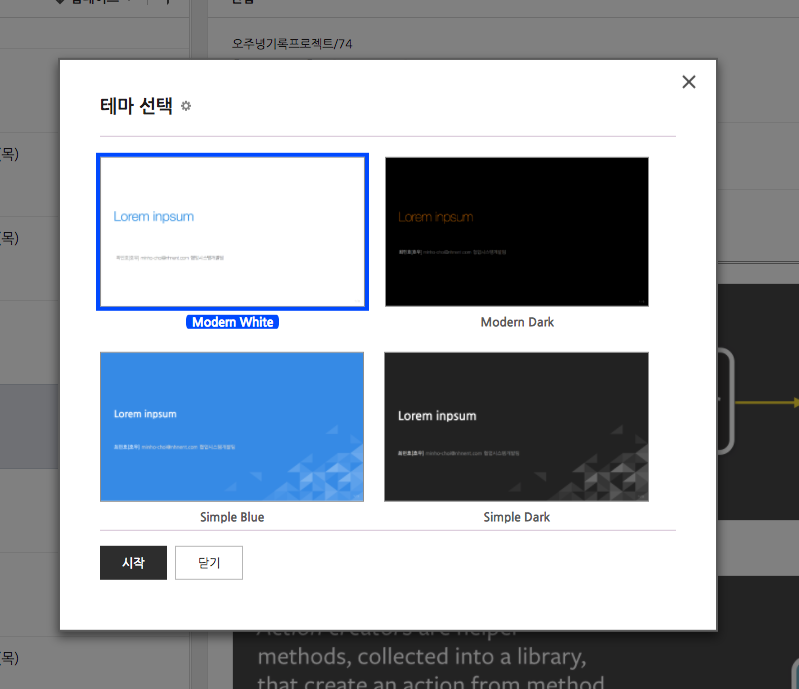 오주녕기록프로젝트/74
(목)
(목)
테마 선택
Lorem inpsum
Lorem inpsum
Modern White
Modern Dark
Lorem inpsum
Lorem inpsum
Simple Blue
Simple Dark
시작
닫기
(목)
Action creators are helper
methods, collected into a library,
that create an action from method